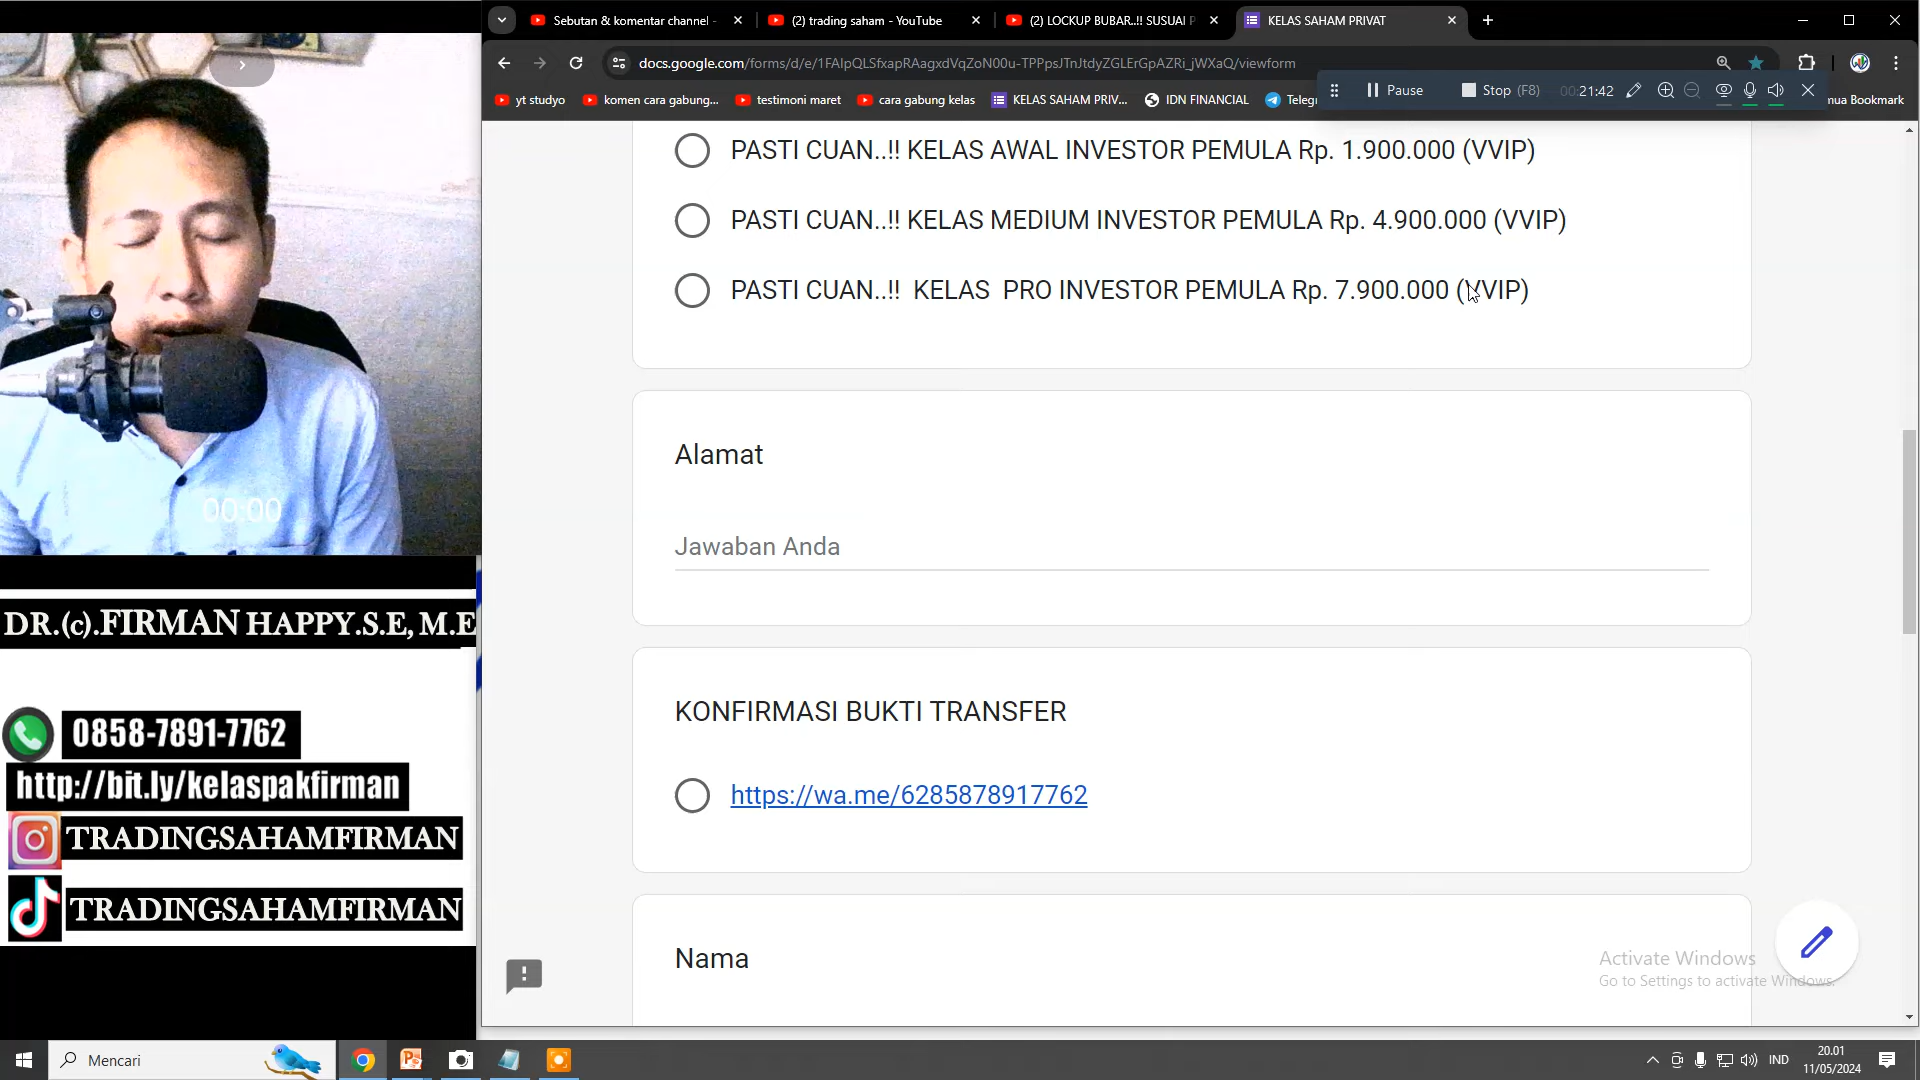 Sebutan & komentar channel -
(2) trading saham - YouTube
(2) LOCKUP BUBAR..!! SUSUAI P
KELAS SAHAM PRIVAT
docs.google.com/forms/d/e/1FAIpQLSfxapRAagxdVqZoN00u-TPPpsJTnJtdyZGLErGpAZRi_jWXaQ/viewform
yt studyo
komen cara gabung...
testimoni maret
cara gabung kelas
KELAS SAHAM PRIV...
IDN FINANCIAL
Teleg
Pause
Stop (F8)
00:21:42
mua Bookmark
PASTI CUAN..!! KELAS AWAL INVESTOR PEMULA Rp. 1.900.000 (VVIP)
PASTI CUAN..!! KELAS MEDIUM INVESTOR PEMULA Rp. 4.900.000 (VVIP)
PASTI CUAN..!! KELAS PRO INVESTOR PEMULA Rp. 7.900.000 (VVIP)
Alamat
Jawaban Anda
KONFIRMASI BUKTI TRANSFER
https://wa.me/6285878917762
Nama
00:00
DR.(c).FIRMAN HAPPY.S.E, M.E
0858-7891-7762
http://bit.ly/kelaspakfirman
TRADINGSAHAMFIRMAN
TRADINGSAHAMFIRMAN
Activate Windows
Go to Settings to activate Windows.
Mencari
IND
20.01
11/05/2024